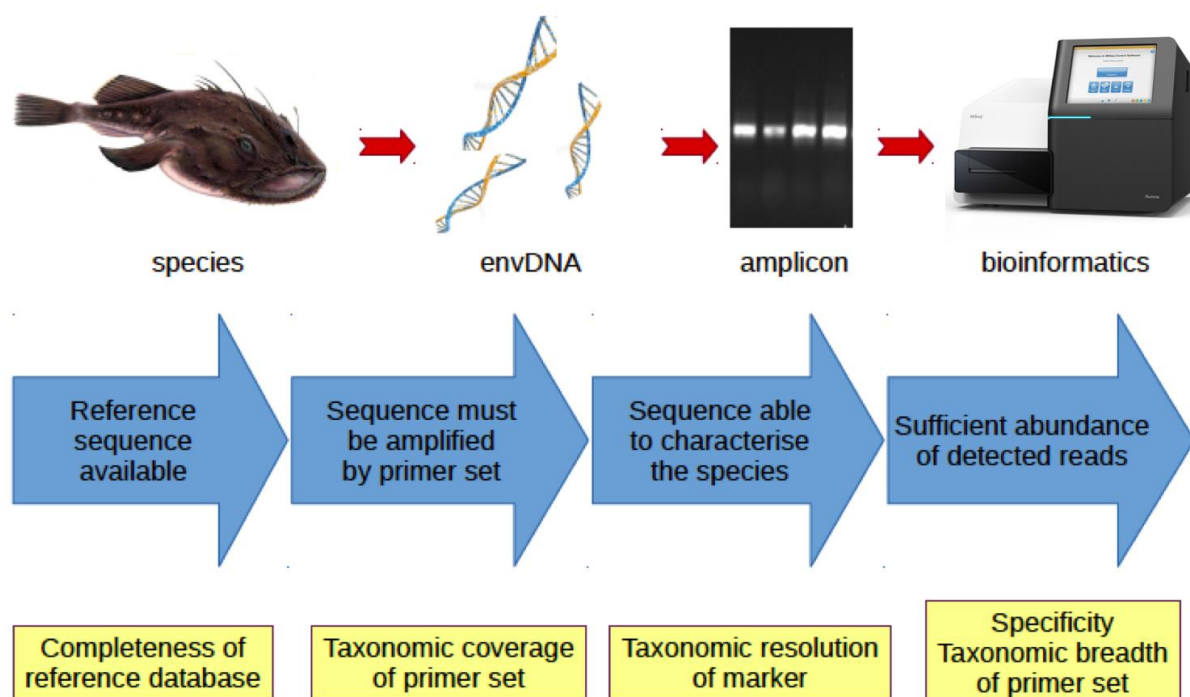 species
envDNA
amplicon
bioinformatics
Reference
sequence
available
Sequence must
be amplified
by primer set
Sequence able
to characterise
the species
Sufficient abundance
of detected reads
Completeness of
reference database
Taxonomic coverage
of primer set
Taxonomic resolution
of marker
Specificity
Taxonomic breadth
of primer set